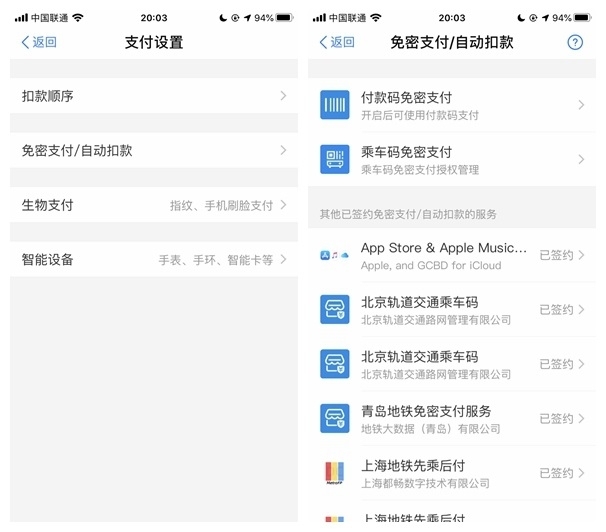 中国联通
20:03
94%
返回
支付设置
扣款顺序
免密支付/自动扣款
生物支付
指纹、手机刷脸支付
智能设备
手表、手环、智能卡等
中国联通
20:03
94%
返回
免密支付/自动扣款
付款码免密支付
开启后可使用付款码支付
乘车码免密支付
乘车码免密支付授权管理
其他已签约免密支付/自动扣款的服务
App Store & Apple Music...
已签约
Apple, and GCBD for iCloud
北京轨道交通乘车码
已签约
北京轨道交通路网管理有限公司
北京轨道交通乘车码
已签约
北京轨道交通路网管理有限公司
青岛地铁免密支付服务
已签约
地铁大数据（青岛）有限公司
上海地铁先乘后付
已签约
上海都畅数字技术有限公司
上海地铁先乘后付